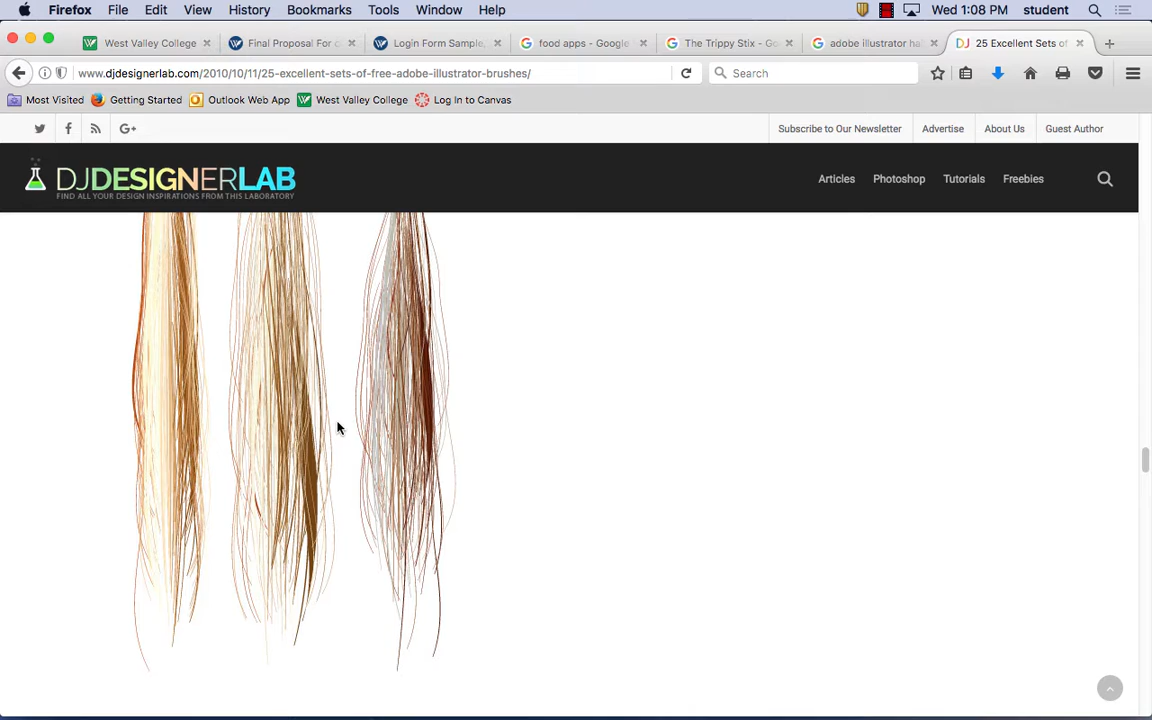 Firefox File Edit View History Bookmarks Tools Window Help Wed 1:08 PM student
West Valley College Final Proposal For c Login Form Sample, food apps - Google The Trippy Stix - Go adobe illustrator ha DJ 25 Excellent Sets of
www.djdesignerlab.com/2010/10/11/25-excellent-sets-of-free-adobe-illustrator-brushes/ Search
Most Visited Getting Started Outlook Web App West Valley College Log In to Canvas
G+ Subscribe to Our Newsletter Advertise About Us Guest Author
DJDESIGNERLAB Articles Photoshop Tutorials Freebies
FIND ALL YOUR DESIGN INSPIRATIONS FROM THIS LABORATORY